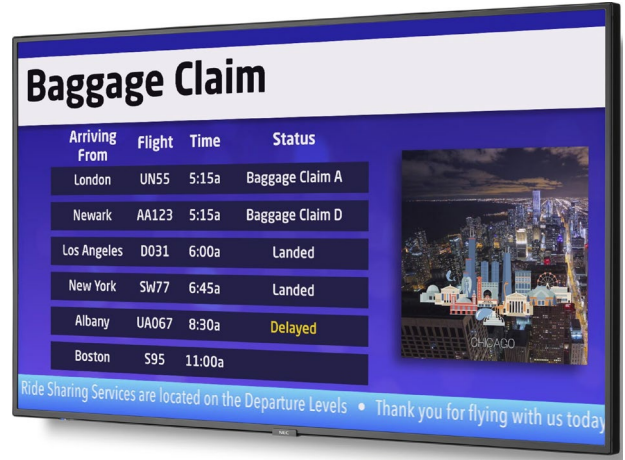 Baggage Claim
Arriving From Flight Time Status
London UN55 5:15a Baggage Claim A
Newark AA123 5:15a Baggage Claim D
Los Angeles D031 6:00a Landed
New York SW77 6:45a Landed
Albany UA067 8:30a Delayed
Boston S95 11:00a
CHICAGO
Ride Sharing Services are located on the Departure Levels • Thank you for flying with us today
NEC